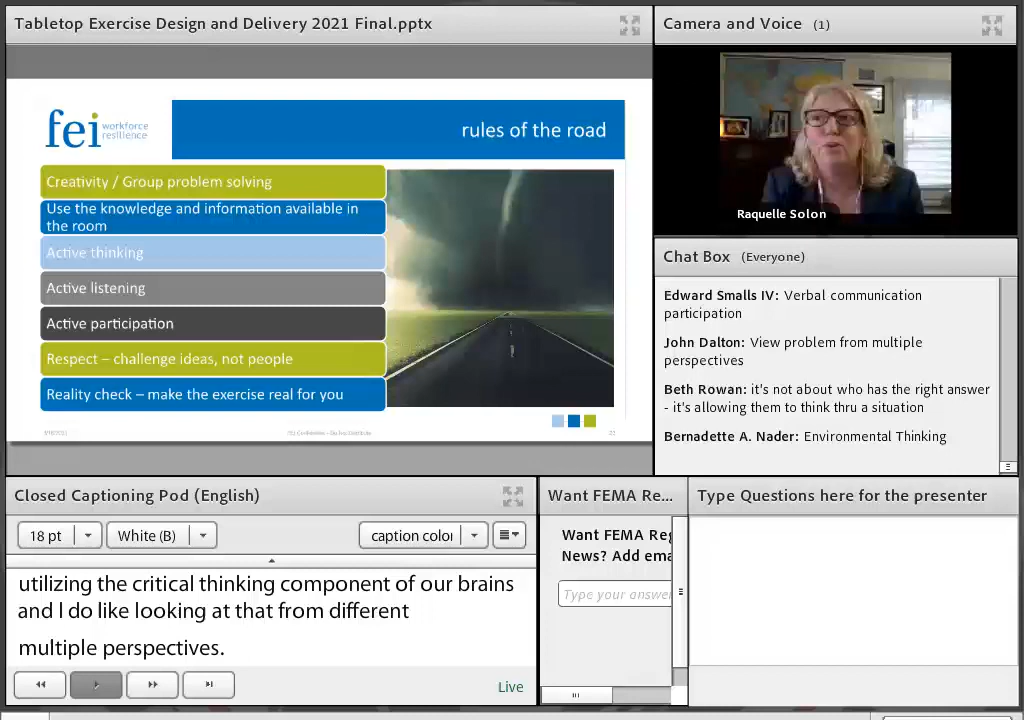 Tabletop Exercise Design and Delivery 2021 Final.pptx
fei workforce
resilience
rules of the road
Creativity / Group problem solving
Use the knowledge and information available in
the room
Active thinking
Active listening
Active participation
Respect – challenge ideas, not people
Reality check – make the exercise real for you
Camera and Voice (1)
Raquelle Solon
Chat Box (Everyone)
Edward Smalls IV: Verbal communication
participation
John Dalton: View problem from multiple
perspectives
Beth Rowan: it's not about who has the right answer
- it's allowing them to think thru a situation
Bernadette A. Nader: Environmental Thinking
Closed Captioning Pod (English)
18 pt
White (B)
caption colo
utilizing the critical thinking component of our brains
and I do like looking at that from different
multiple perspectives.
Live
Want FEMA Re...
Want FEMA Reg
News? Add ema
Type your answer
Type Questions here for the presenter